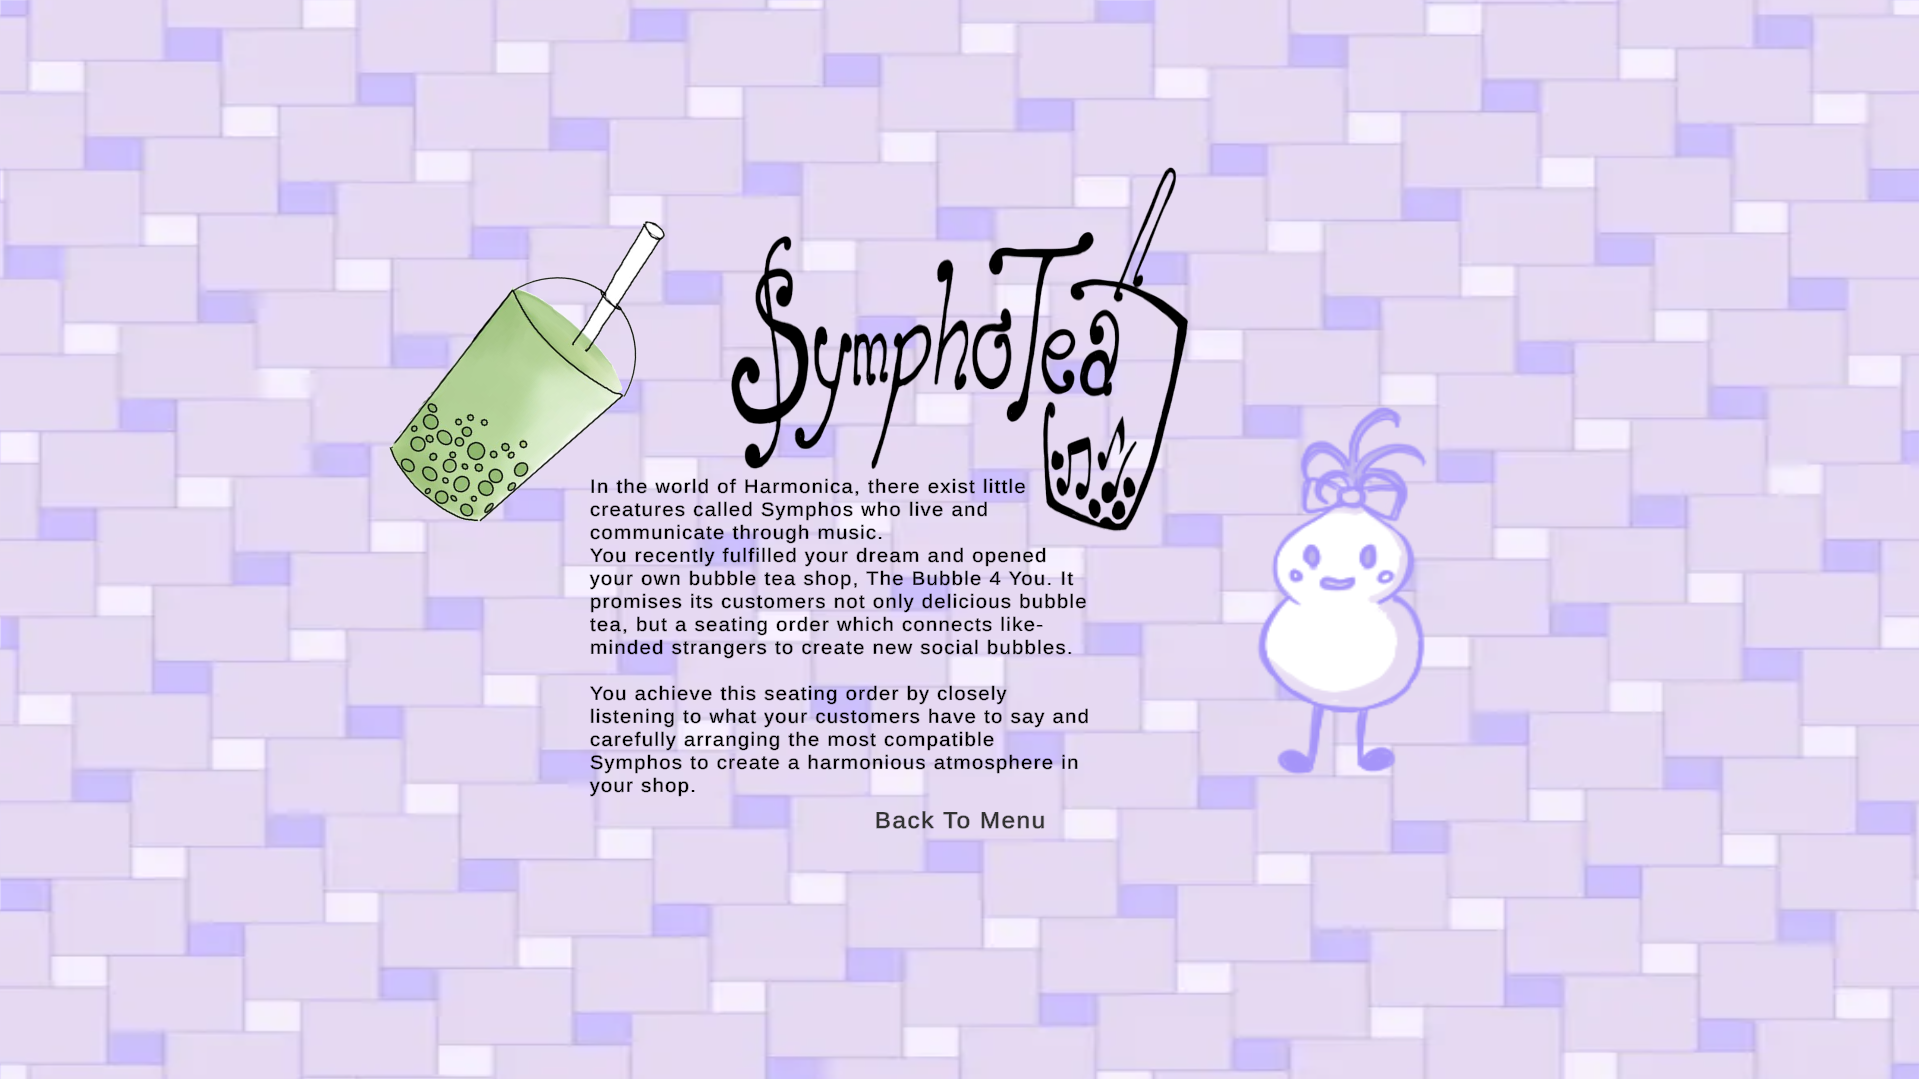 SymphoTea
In the world of Harmonica, there exist little
creatures called Symphos who live and
communicate through music.
You recently fulfilled your dream and opened
your own bubble tea shop, The Bubble 4 You. It
promises its customers not only delicious bubble
tea, but a seating order which connects like-
minded strangers to create new social bubbles.
You achieve this seating order by closely
listening to what your customers have to say and
carefully arranging the most compatible
Symphos to create a harmonious atmosphere in
your shop.
Back To Menu